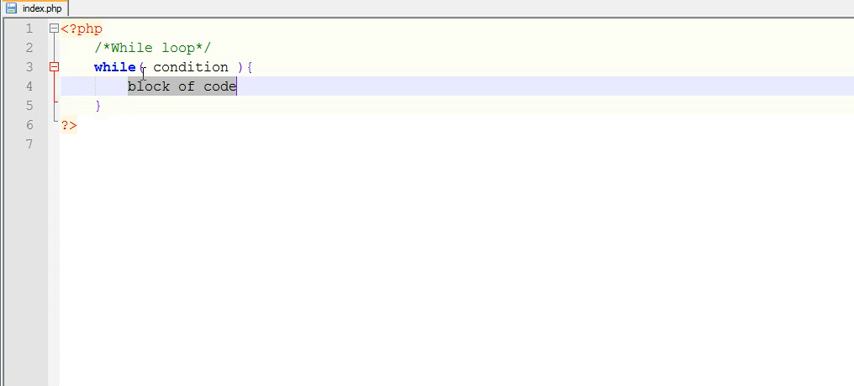 index.php
1 <?php
2 /*While loop*/
3 while( condition ){
4 block of code
5 }
6 ?>
7